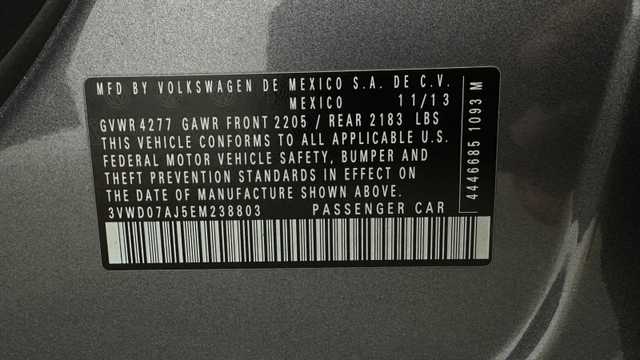 MFD BY VOLKSWAGEN DE MEXICO S.A. DE C.V.
MEXICO 11/13
GVWR 4277 GAWR FRONT 2205 / REAR 2183 LBS
THIS VEHICLE CONFORMS TO ALL APPLICABLE U.S.
FEDERAL MOTOR VEHICLE SAFETY, BUMPER AND
THEFT PREVENTION STANDARDS IN EFFECT ON
THE DATE OF MANUFACTURE SHOWN ABOVE.
3VWD07AJ5EM238803 PASSENGER CAR
4446685 1093 M